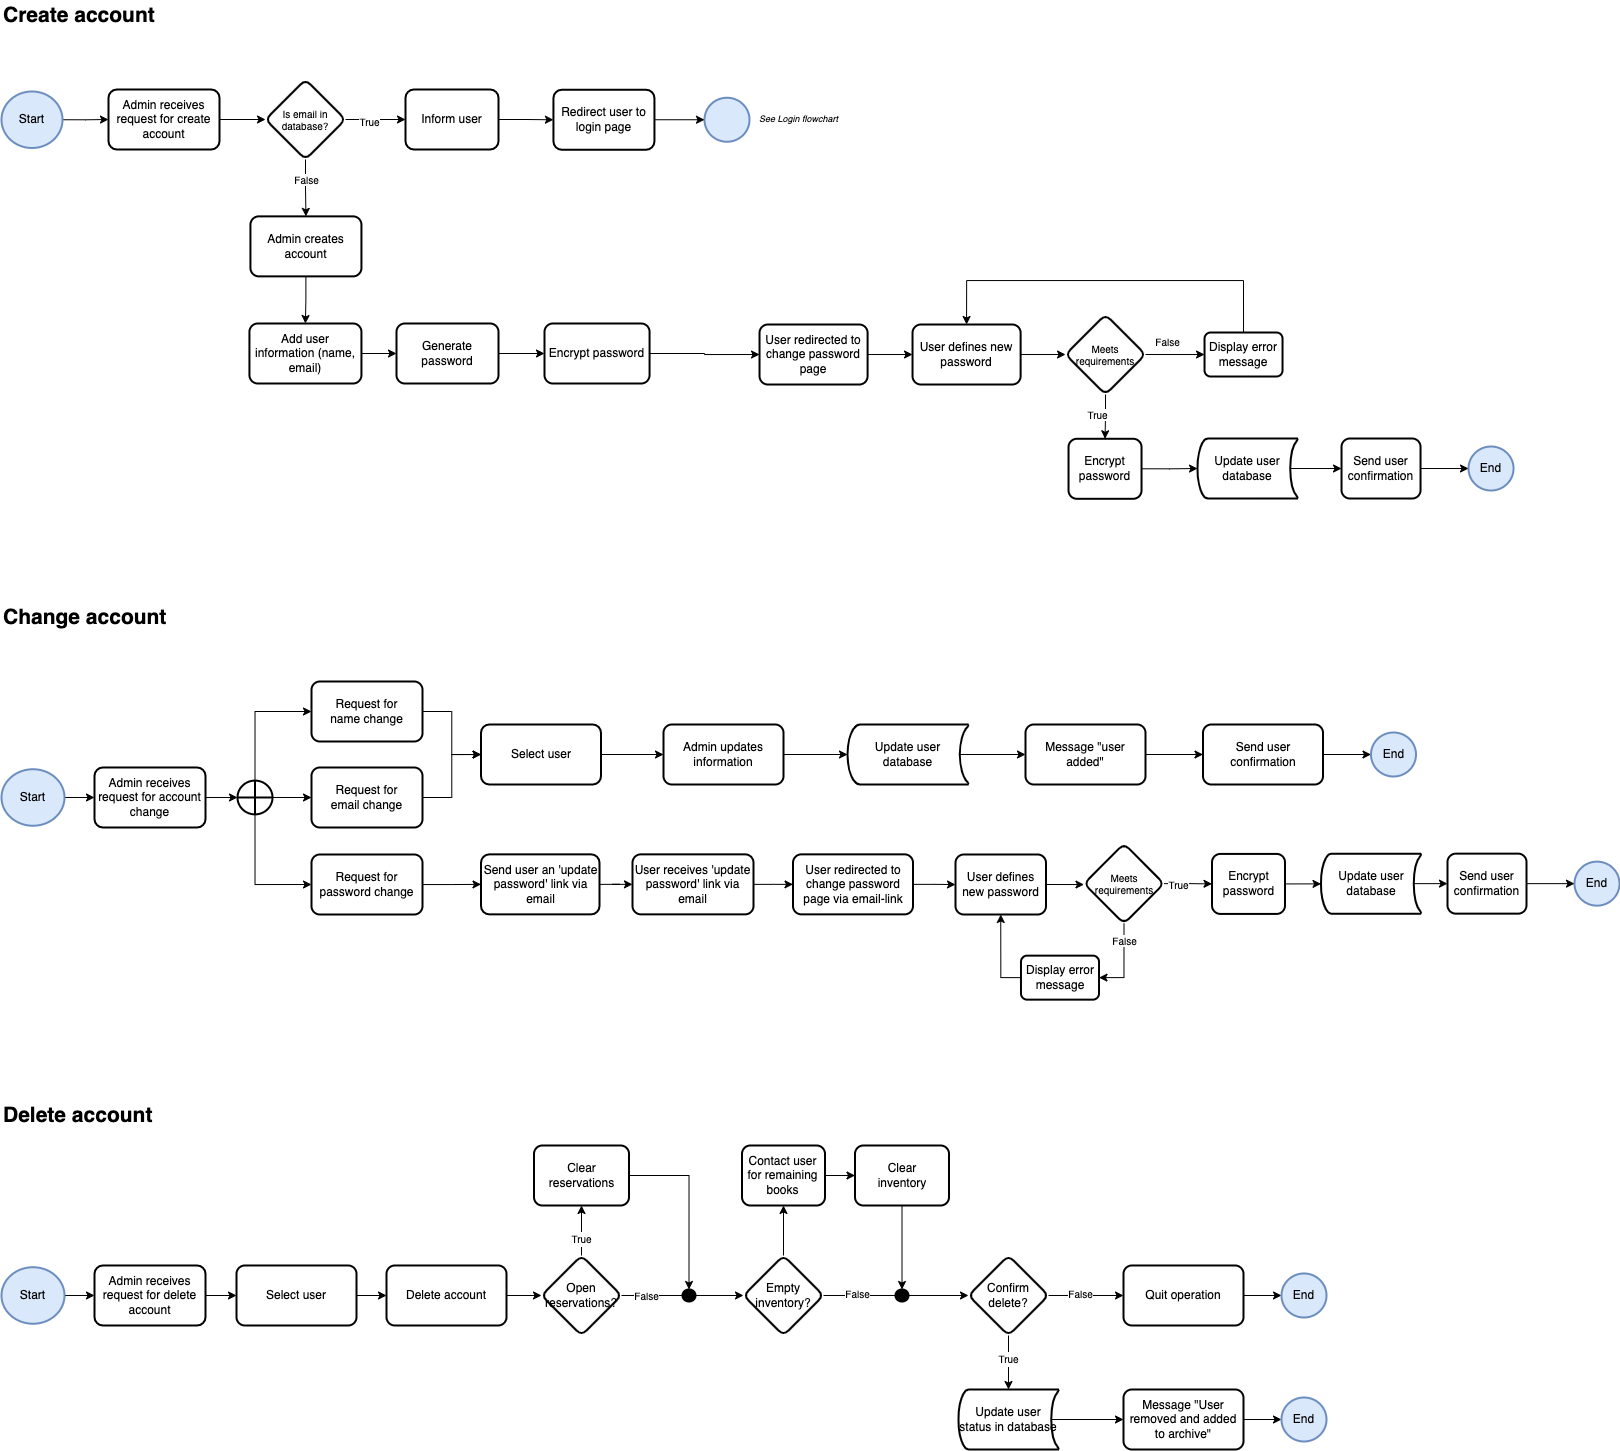 Create account
Start
Admin receives
request for create
account
Is email in
database?
True
Inform user
Redirect user to
login page
See Login flowchart
False
Admin creates
account
Add user
information (name,
email)
Generate
password
Encrypt password
User redirected to
change password
page
User defines new
password
Meets
requirements
False
Display error
message
True
Encrypt
password
Update user
database
Send user
confirmation
End
Change account
Start
Admin receives
request for account
change
Request for
name change
Request for
email change
Select user
Admin updates
information
Update user
database
Message "user
added"
Send user
confirmation
End
Request for
password change
Send user an 'update
password' link via
email
User receives 'update
password' link via
email
User redirected to
change password
page via email-link
User defines
new password
Meets
requirements
True
Encrypt
password
Update user
database
Send user
confirmation
End
False
Display error
message
Delete account
Start
Admin receives
request for delete
account
Select user
Delete account
Open
reservations?
True
Clear
reservations
False
Empty
inventory?
Contact user
for remaining
books
Clear
inventory
False
Confirm
delete?
False
Quit operation
End
True
Update user
status in database
Message "User
removed and added
to archive"
End